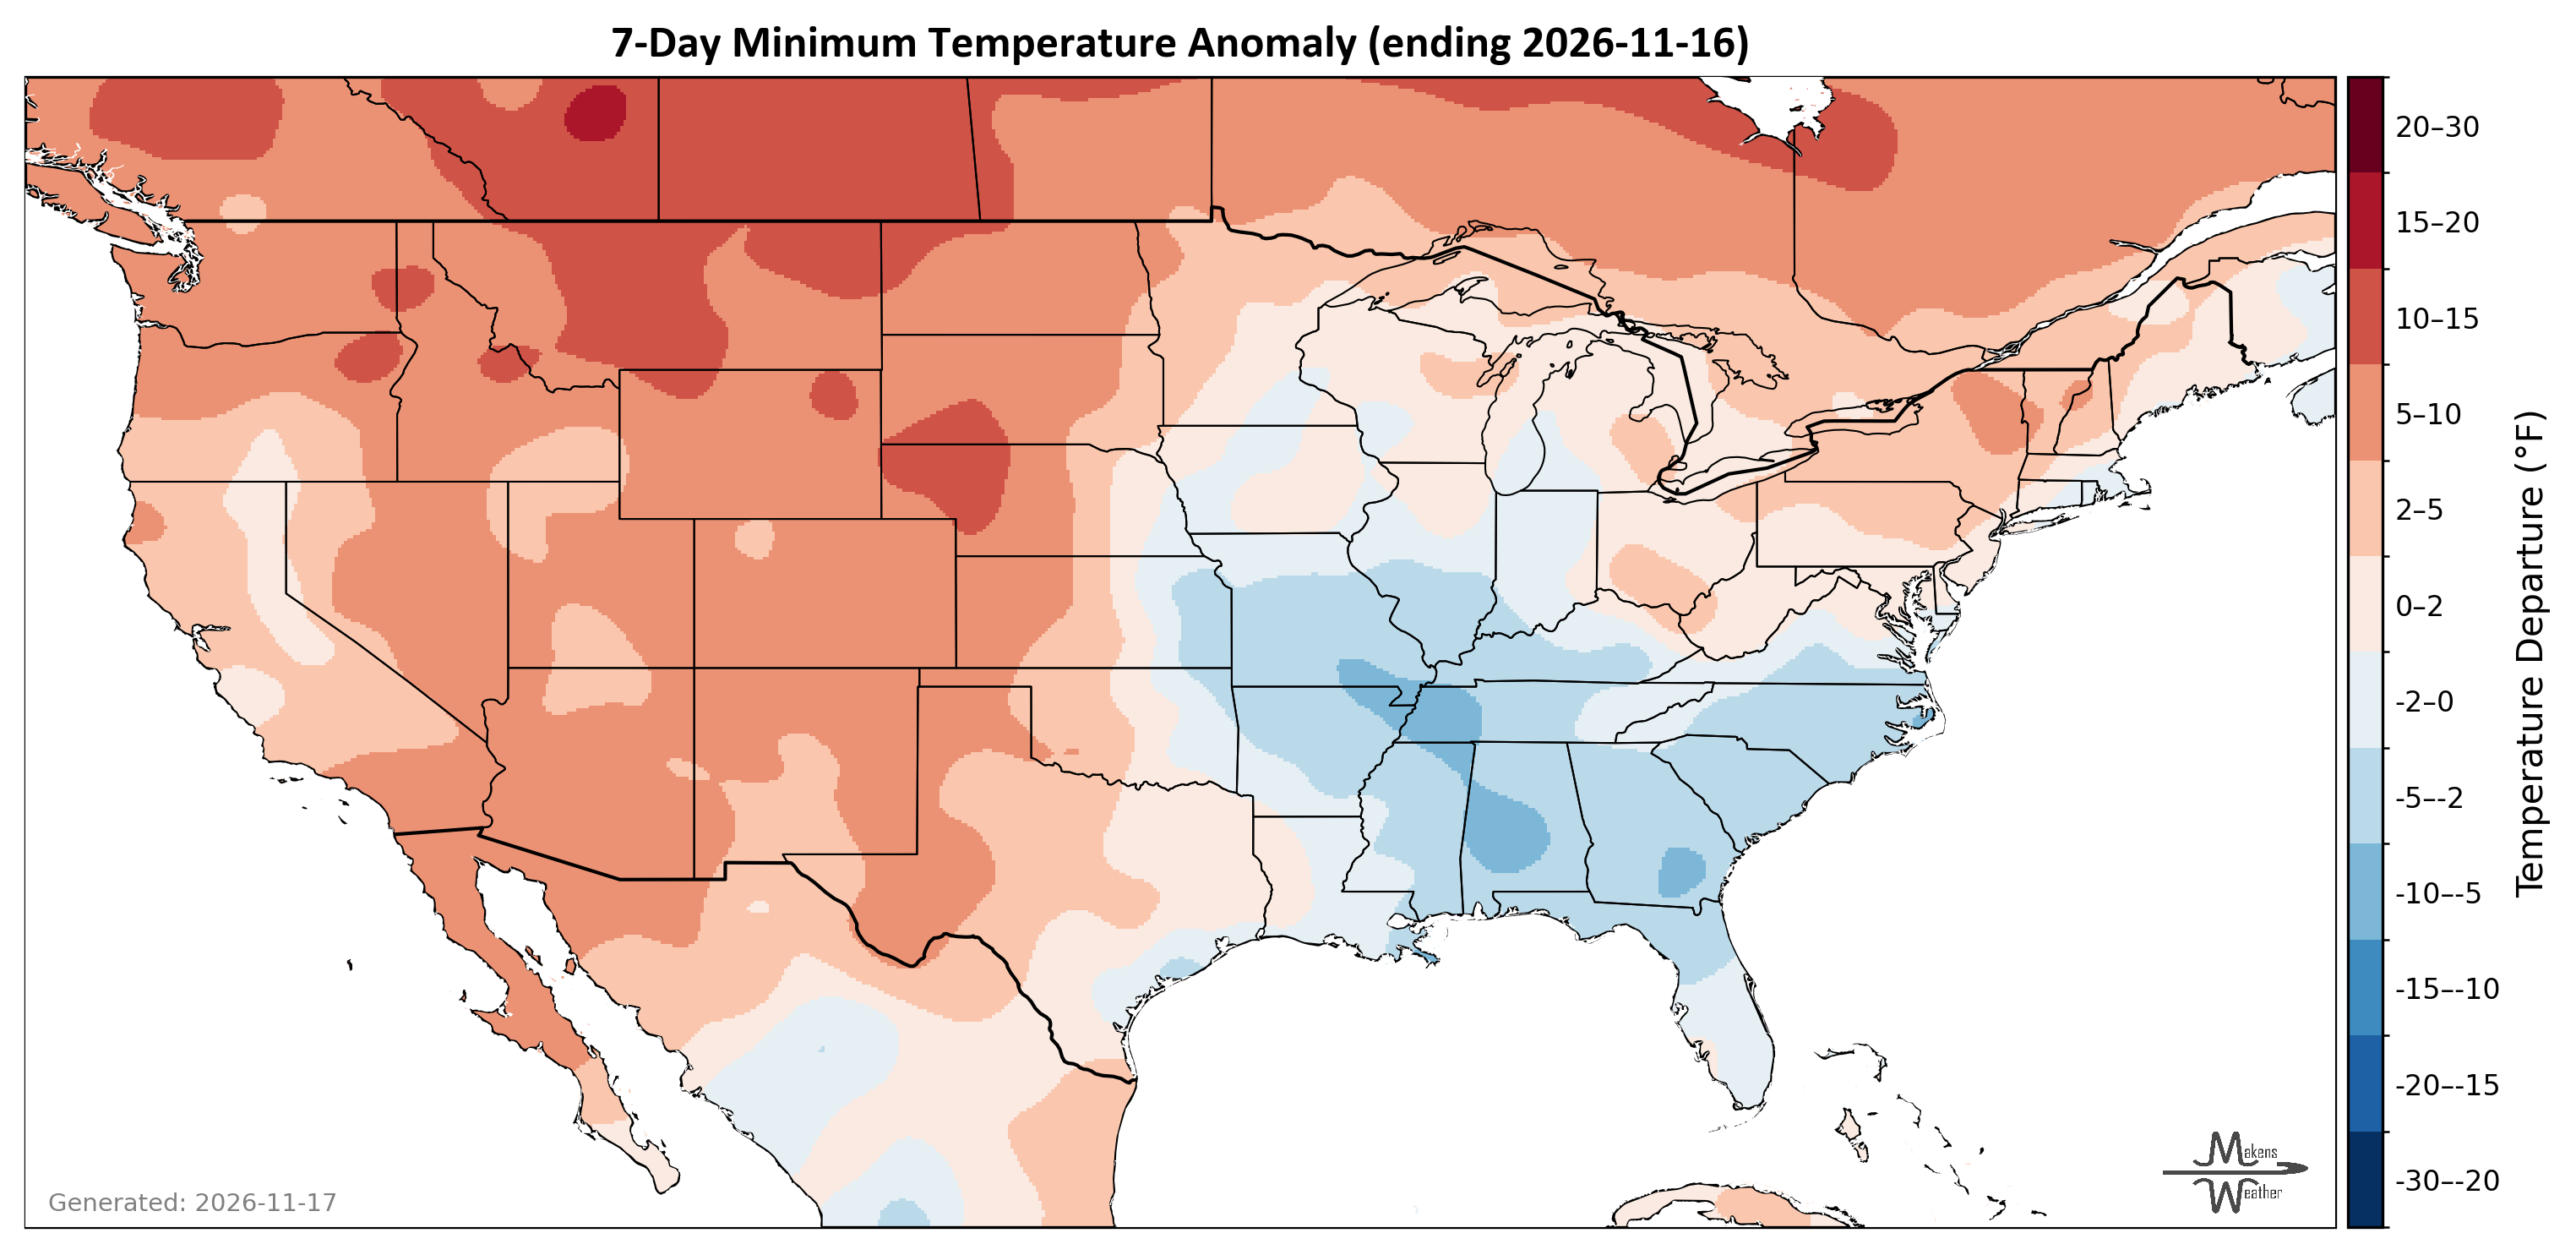 7-Day Minimum Temperature Anomaly (ending 2026-11-16)
20–30
15–20
10–15
5–10
2–5
0–2
-2–0
-5–-2
-10–-5
-15–-10
-20–-15
-30–-20
Temperature Departure (°F)
Makens
Weather
Generated: 2026-11-17